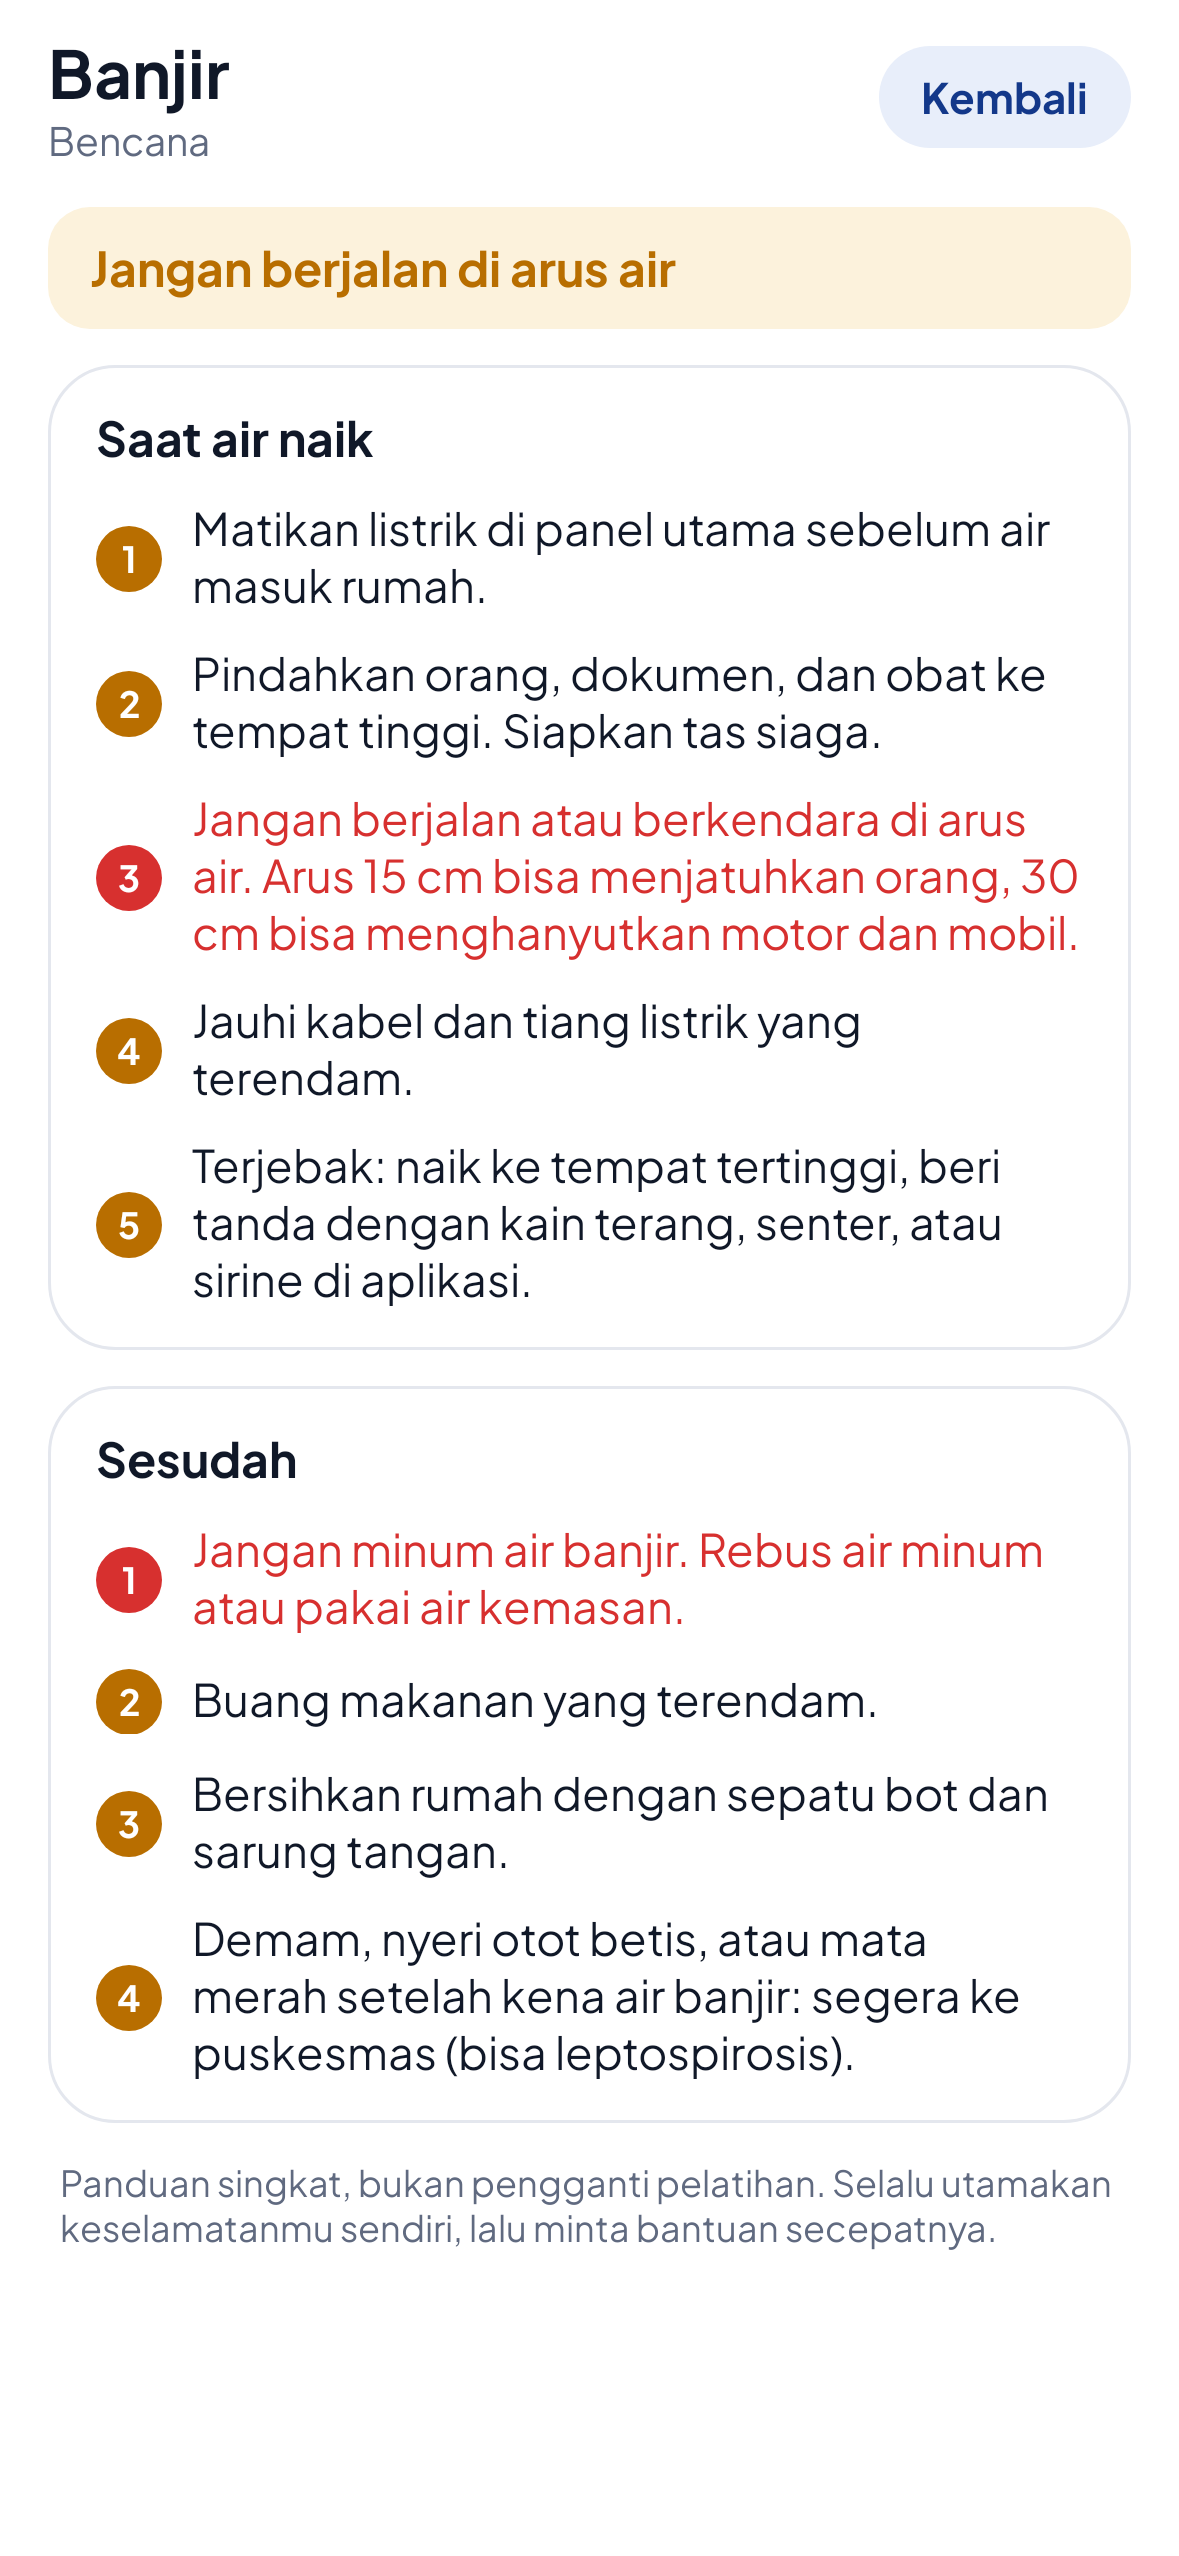 Banjir
Bencana
Kembali
Jangan berjalan di arus air
Saat air naik
1 Matikan listrik di panel utama sebelum air
masuk rumah.
2 Pindahkan orang, dokumen, dan obat ke
tempat tinggi. Siapkan tas siaga.
3 Jangan berjalan atau berkendara di arus
air. Arus 15 cm bisa menjatuhkan orang, 30
cm bisa menghanyutkan motor dan mobil.
4 Jauhi kabel dan tiang listrik yang
terendam.
5 Terjebak: naik ke tempat tertinggi, beri
tanda dengan kain terang, senter, atau
sirine di aplikasi.
Sesudah
1 Jangan minum air banjir. Rebus air minum
atau pakai air kemasan.
2 Buang makanan yang terendam.
3 Bersihkan rumah dengan sepatu bot dan
sarung tangan.
4 Demam, nyeri otot betis, atau mata
merah setelah kena air banjir: segera ke
puskesmas (bisa leptospirosis).
Panduan singkat, bukan pengganti pelatihan. Selalu utamakan
keselamatanmu sendiri, lalu minta bantuan secepatnya.